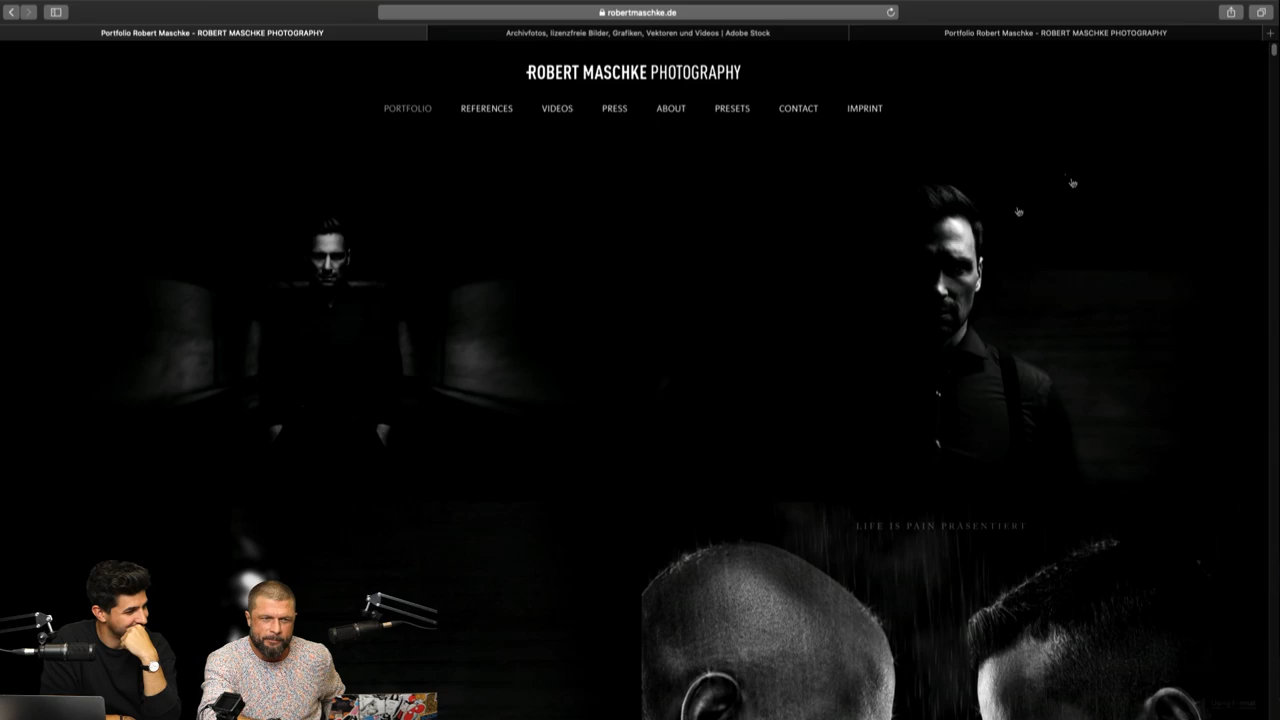 robertmaschke.de
Portfolio Robert Maschke - ROBERT MASCHKE PHOTOGRAPHY
Archivfotos, lizenzfreie Bilder, Grafiken, Vektoren und Videos | Adobe Stock
Portfolio Robert Maschke - ROBERT MASCHKE PHOTOGRAPHY
ROBERT MASCHKE PHOTOGRAPHY
PORTFOLIO REFERENCES VIDEOS PRESS ABOUT PRESETS CONTACT IMPRINT
LIFE IS PAIN PRÄSENTIERT